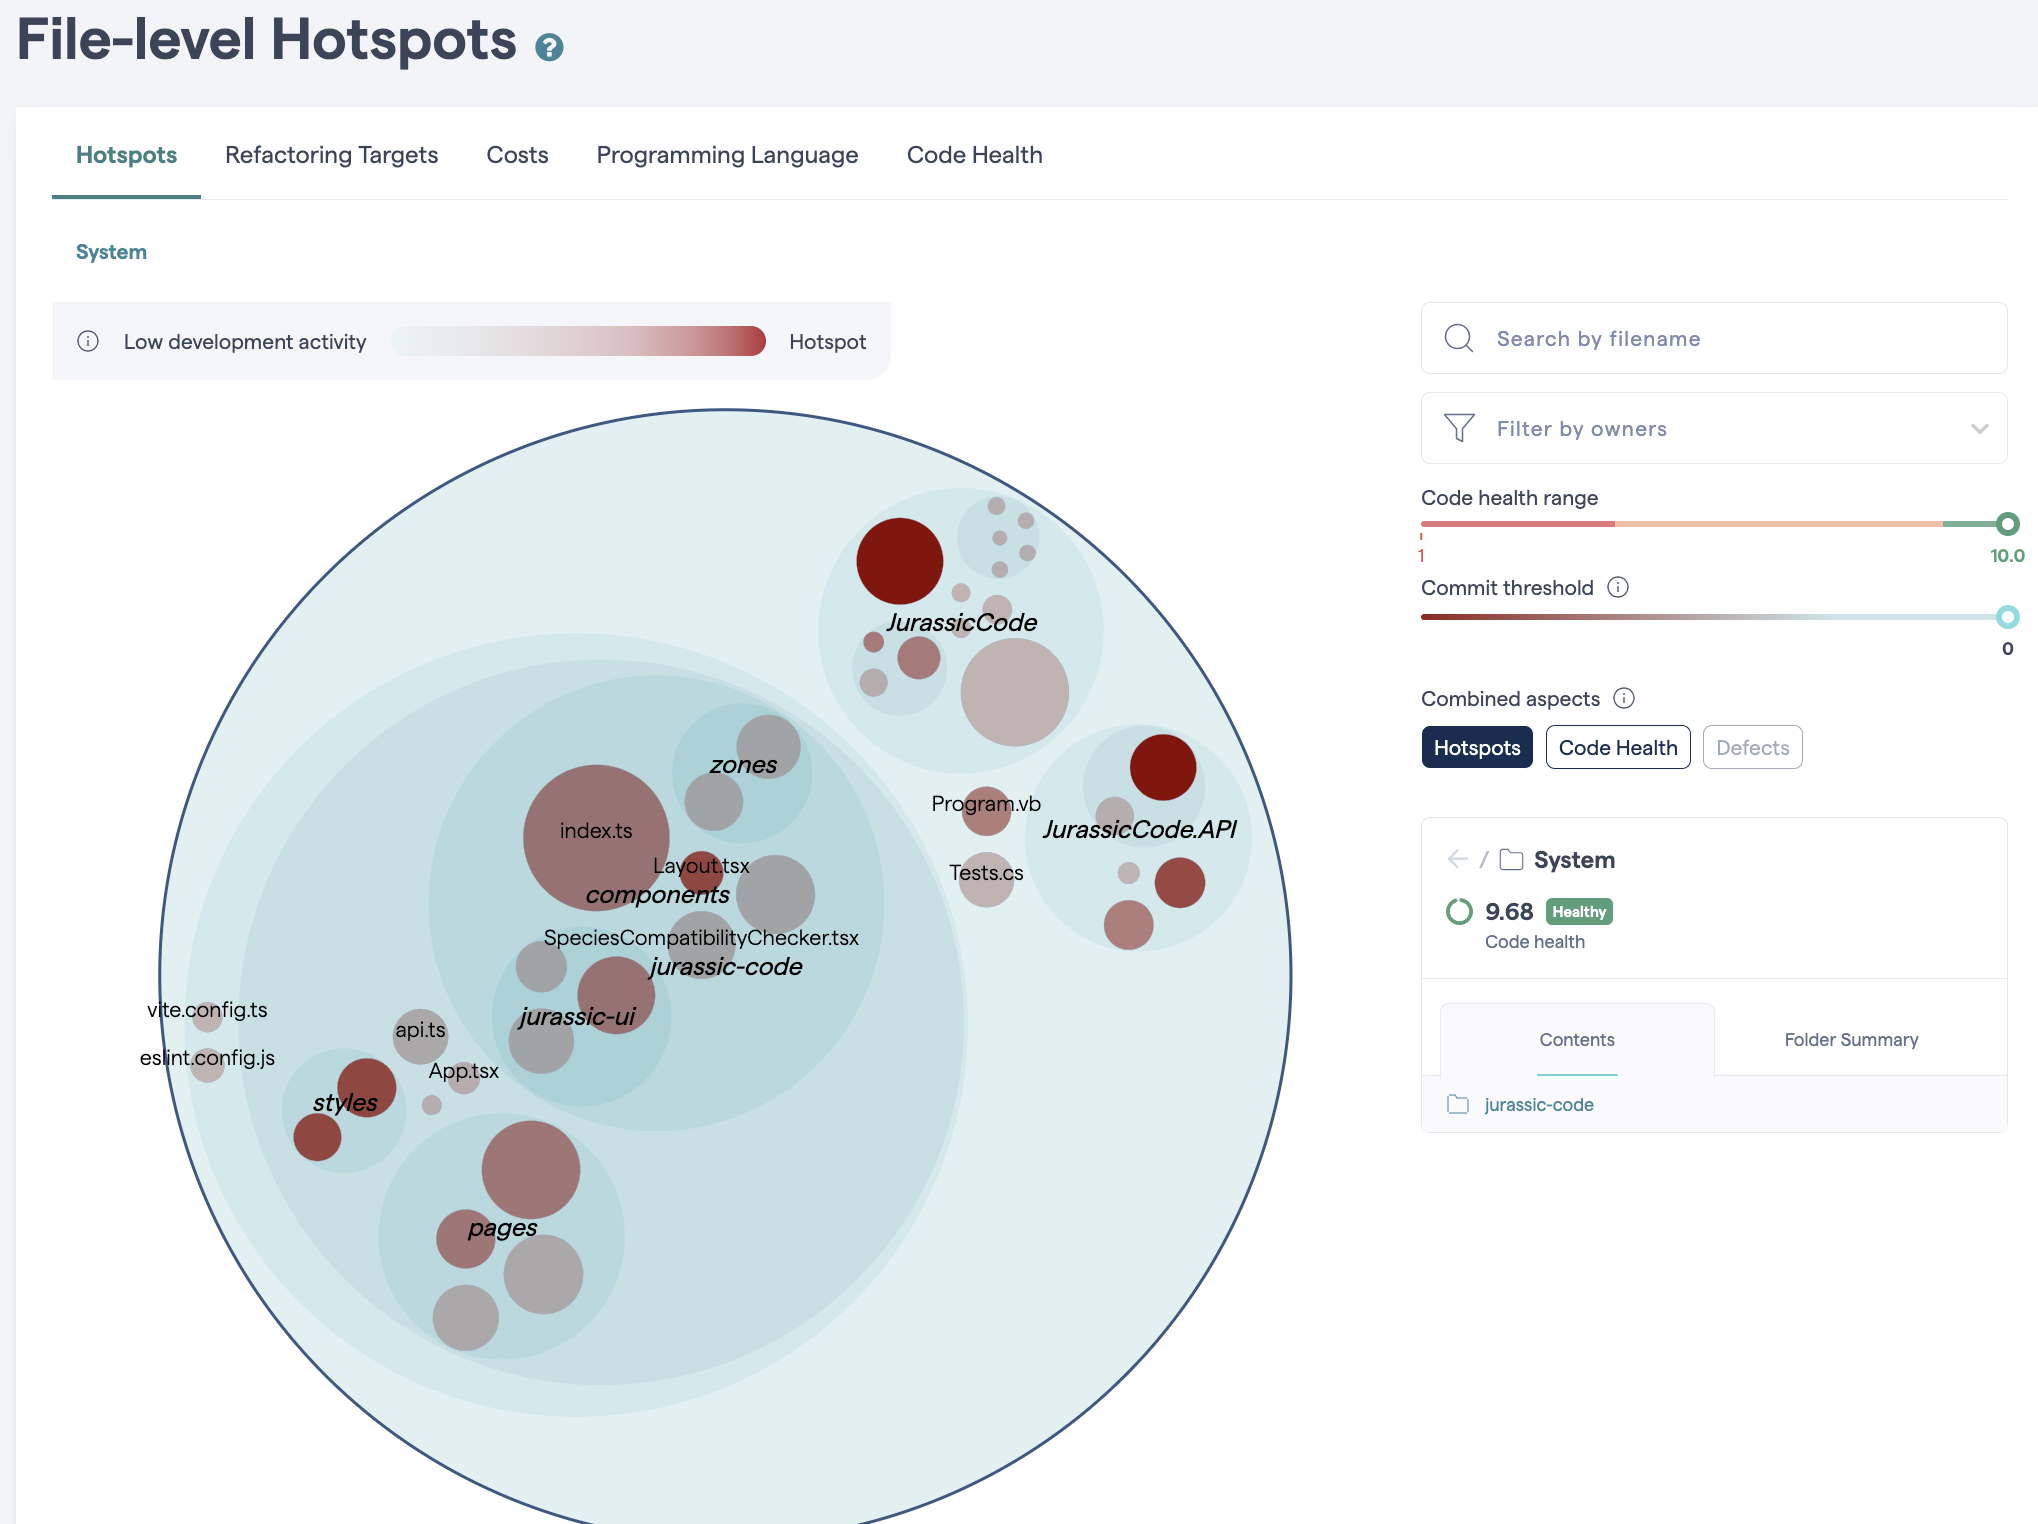 File-level Hotspots ?
Hotspots Refactoring Targets Costs Programming Language Code Health
System
Low development activity Hotspot
Search by filename
Filter by owners
Code health range
1 10.0
Commit threshold
0
Combined aspects
Hotspots Code Health Defects
/ System
9.68 Healthy
Code health
Contents Folder Summary
jurassic-code
JurassicCode
zones
Program.vb
JurassicCode.API
index.ts
Layout.tsx
Tests.cs
components
SpeciesCompatibilityChecker.tsx
jurassic-code
vite.config.ts
jurassic-ui
api.ts
eslint.config.js
App.tsx
styles
pages